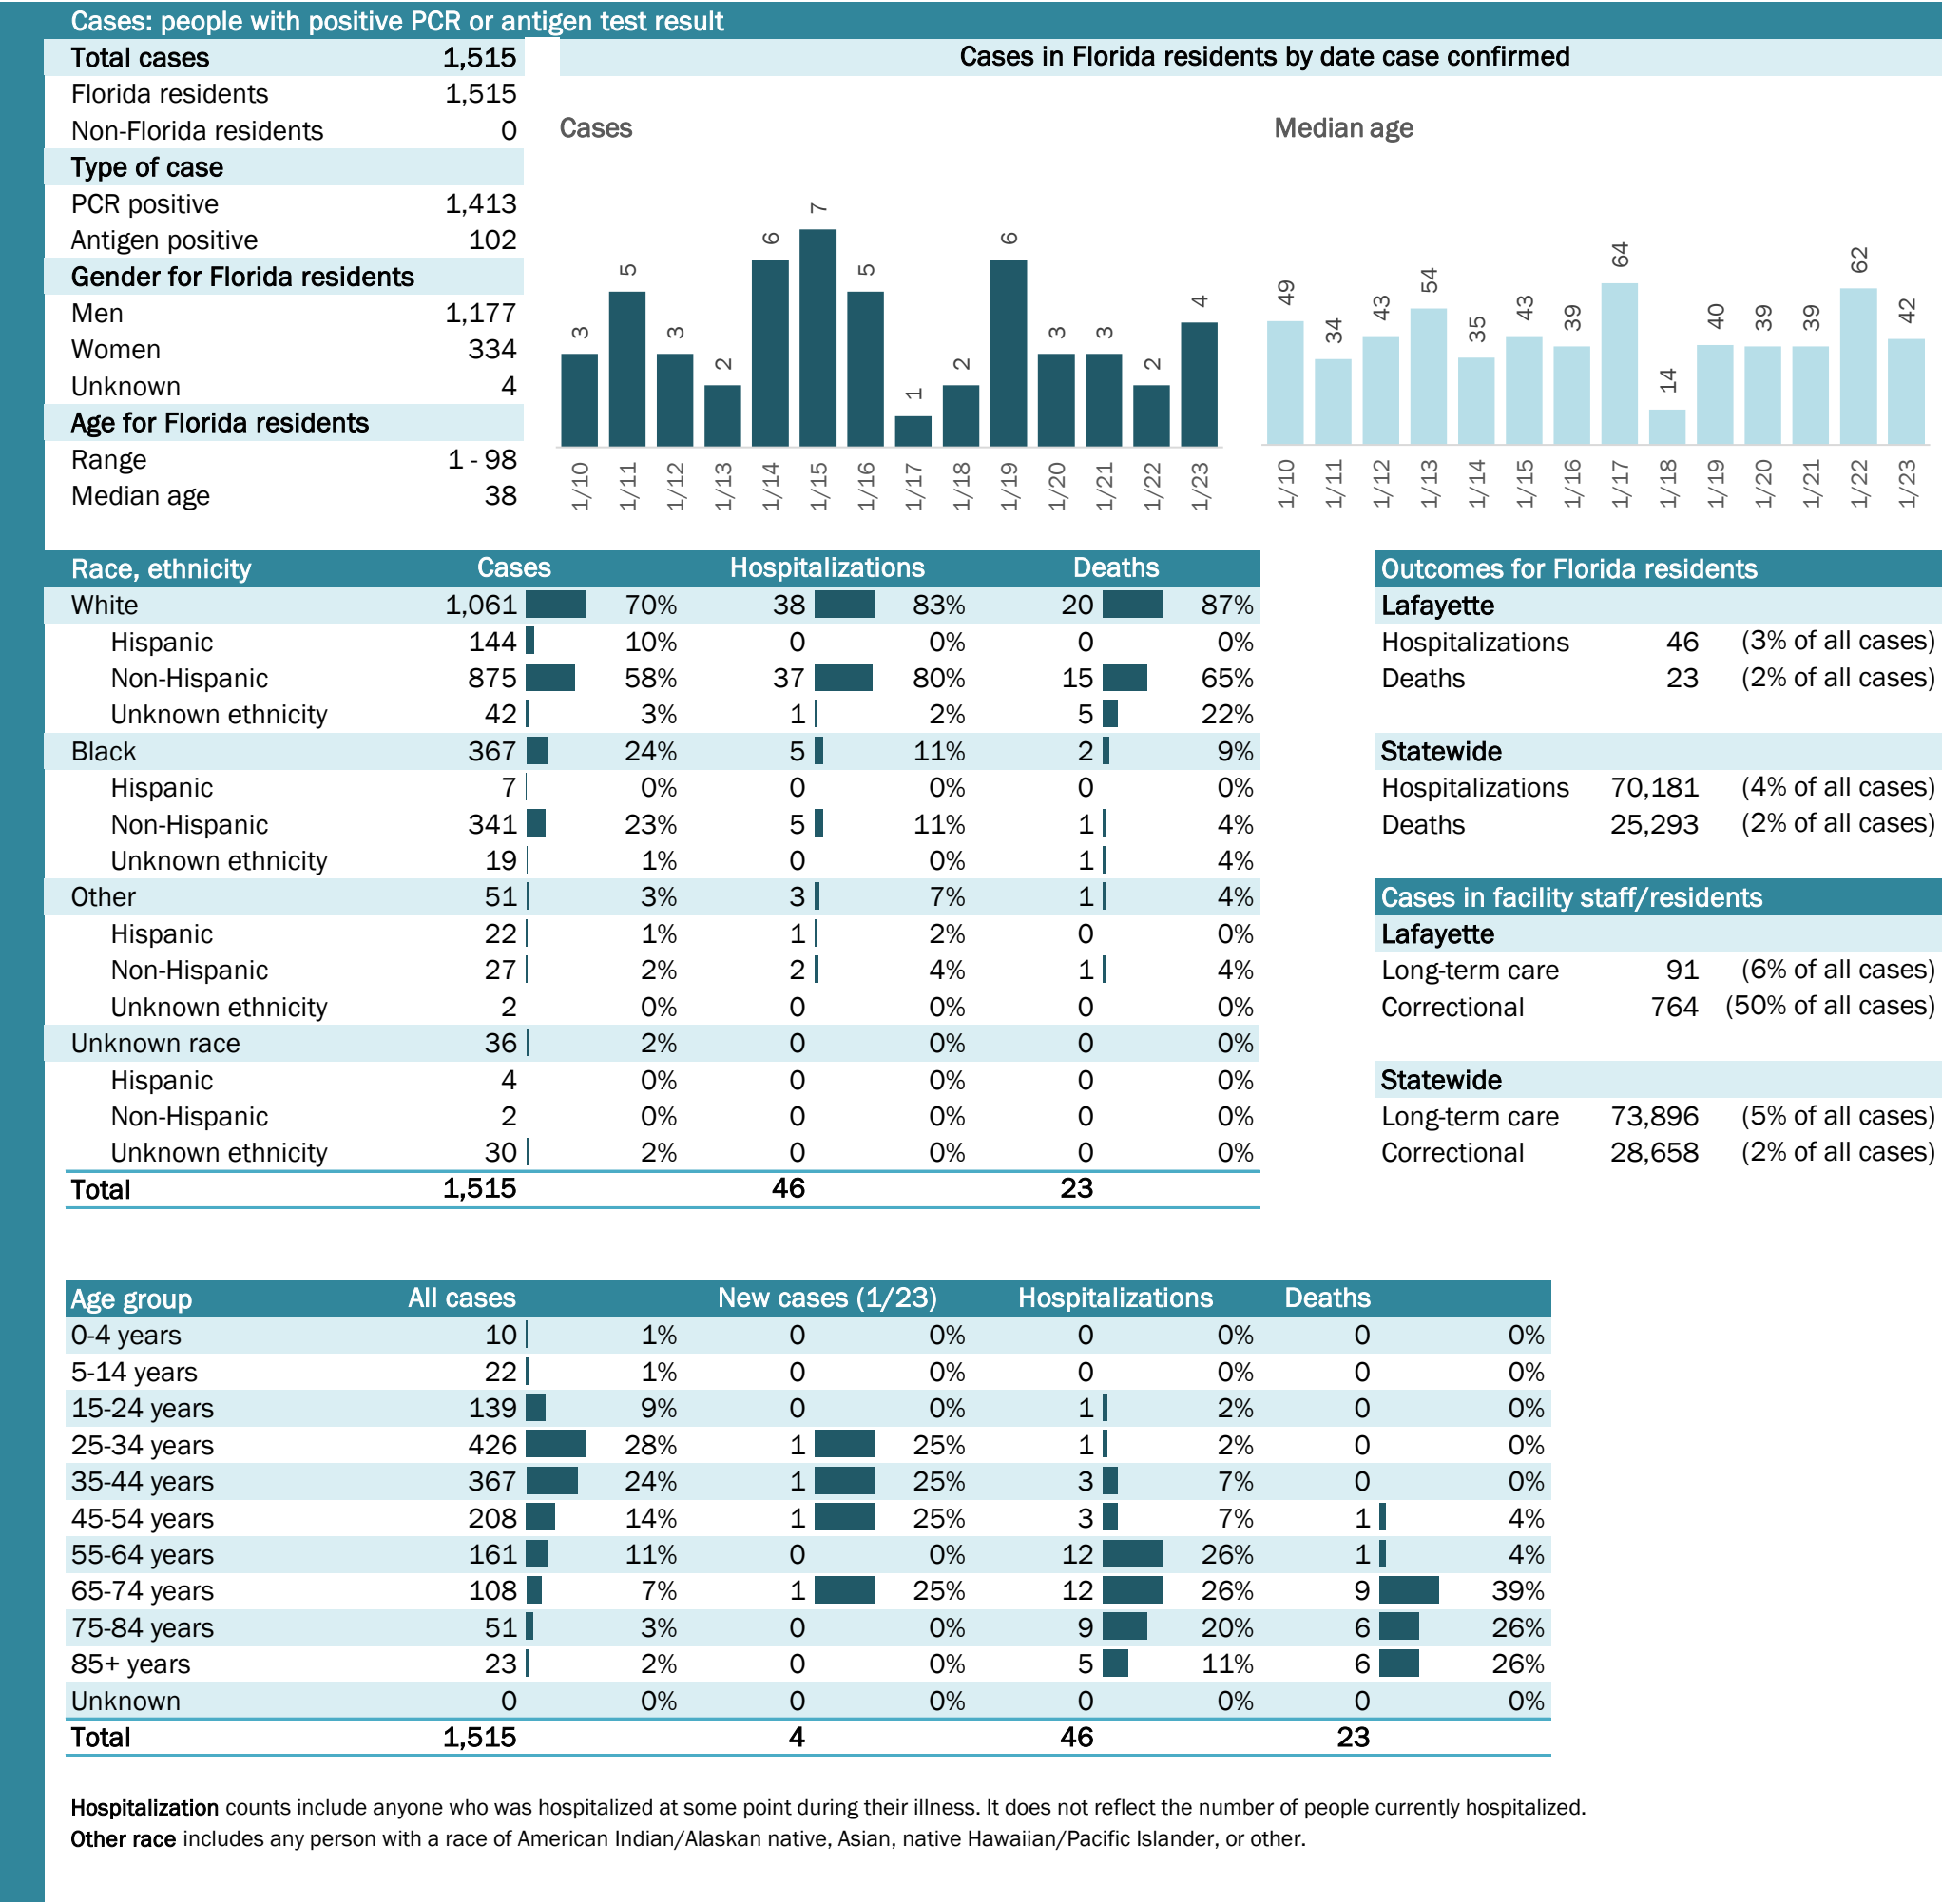 Cases: people with positive PCR or antigen test result
Total cases 1,515
Florida residents 1,515
Non-Florida residents 0
Type of case
PCR positive 1,413
Antigen positive 102
Gender for Florida residents
Men 1,177
Women 334
Unknown 4
Age for Florida residents
Range 1 - 98
Median age 38
Cases in Florida residents by date case confirmed
Cases
3 5 3 2 6 7 5 1 2 6 3 3 2 4
1/10 1/11 1/12 1/13 1/14 1/15 1/16 1/17 1/18 1/19 1/20 1/21 1/22 1/23
Median age
49 34 43 54 35 43 39 64 14 40 39 39 62 42
1/10 1/11 1/12 1/13 1/14 1/15 1/16 1/17 1/18 1/19 1/20 1/21 1/22 1/23
Race, ethnicity Cases Hospitalizations Deaths
White 1,061 70% 38 83% 20 87%
Hispanic 144 10% 0 0% 0 0%
Non-Hispanic 875 58% 37 80% 15 65%
Unknown ethnicity 42 3% 1 2% 5 22%
Black 367 24% 5 11% 2 9%
Hispanic 7 0% 0 0% 0 0%
Non-Hispanic 341 23% 5 11% 1 4%
Unknown ethnicity 19 1% 0 0% 1 4%
Other 51 3% 3 7% 1 4%
Hispanic 22 1% 1 2% 0 0%
Non-Hispanic 27 2% 2 4% 1 4%
Unknown ethnicity 2 0% 0 0% 0 0%
Unknown race 36 2% 0 0% 0 0%
Hispanic 4 0% 0 0% 0 0%
Non-Hispanic 2 0% 0 0% 0 0%
Unknown ethnicity 30 2% 0 0% 0 0%
Total 1,515 46 23
Outcomes for Florida residents
Lafayette
Hospitalizations 46 (3% of all cases)
Deaths 23 (2% of all cases)
Statewide
Hospitalizations 70,181 (4% of all cases)
Deaths 25,293 (2% of all cases)
Cases in facility staff/residents
Lafayette
Long-term care 91 (6% of all cases)
Correctional 764 (50% of all cases)
Statewide
Long-term care 73,896 (5% of all cases)
Correctional 28,658 (2% of all cases)
Age group All cases New cases (1/23) Hospitalizations Deaths
0-4 years 10 1% 0 0% 0 0% 0 0%
5-14 years 22 1% 0 0% 0 0% 0 0%
15-24 years 139 9% 0 0% 1 2% 0 0%
25-34 years 426 28% 1 25% 1 2% 0 0%
35-44 years 367 24% 1 25% 3 7% 0 0%
45-54 years 208 14% 1 25% 3 7% 1 4%
55-64 years 161 11% 0 0% 12 26% 1 4%
65-74 years 108 7% 1 25% 12 26% 9 39%
75-84 years 51 3% 0 0% 9 20% 6 26%
85+ years 23 2% 0 0% 5 11% 6 26%
Unknown 0 0% 0 0% 0 0% 0 0%
Total 1,515 4 46 23
Hospitalization counts include anyone who was hospitalized at some point during their illness. It does not reflect the number of people currently hospitalized.
Other race includes any person with a race of American Indian/Alaskan native, Asian, native Hawaiian/Pacific Islander, or other.